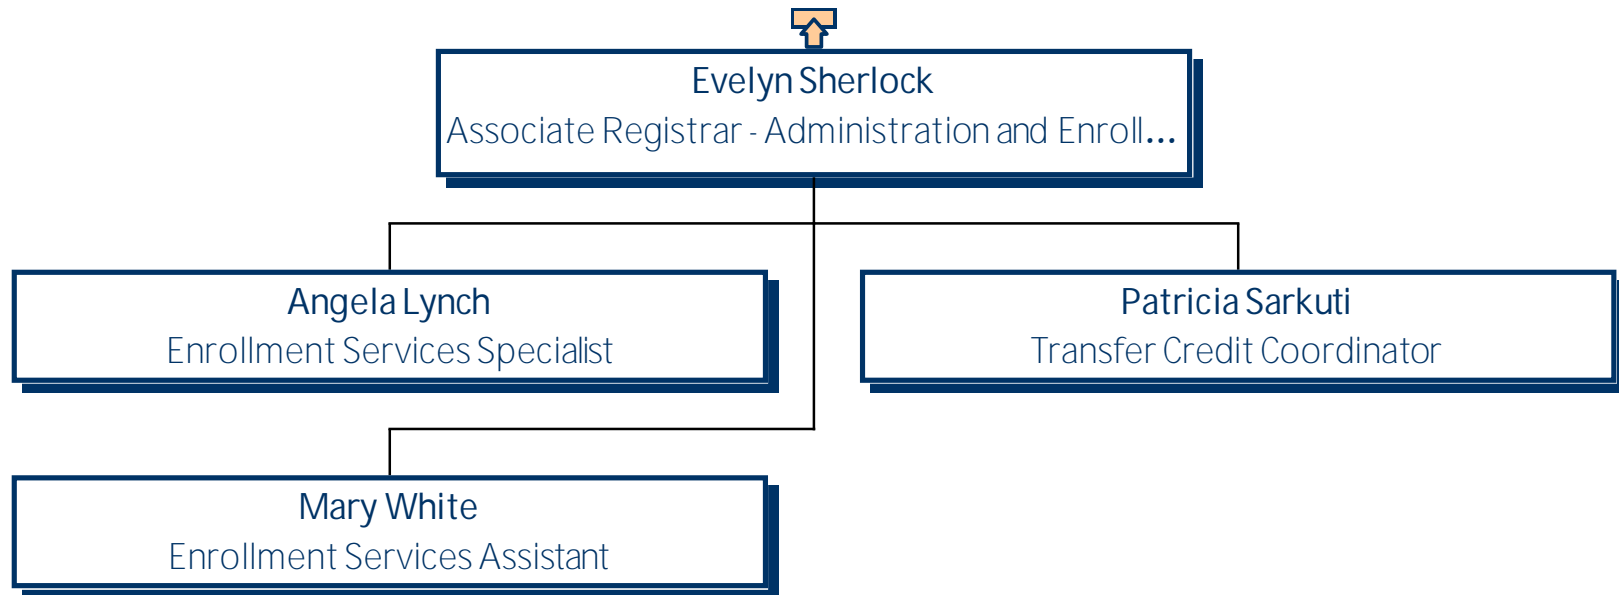 Evelyn Sherlock
Associate Registrar - Administration and Enroll...
Angela Lynch
Enrollment Services Specialist
Patricia Sarkuti
Transfer Credit Coordinator
Mary White
Enrollment Services Assistant